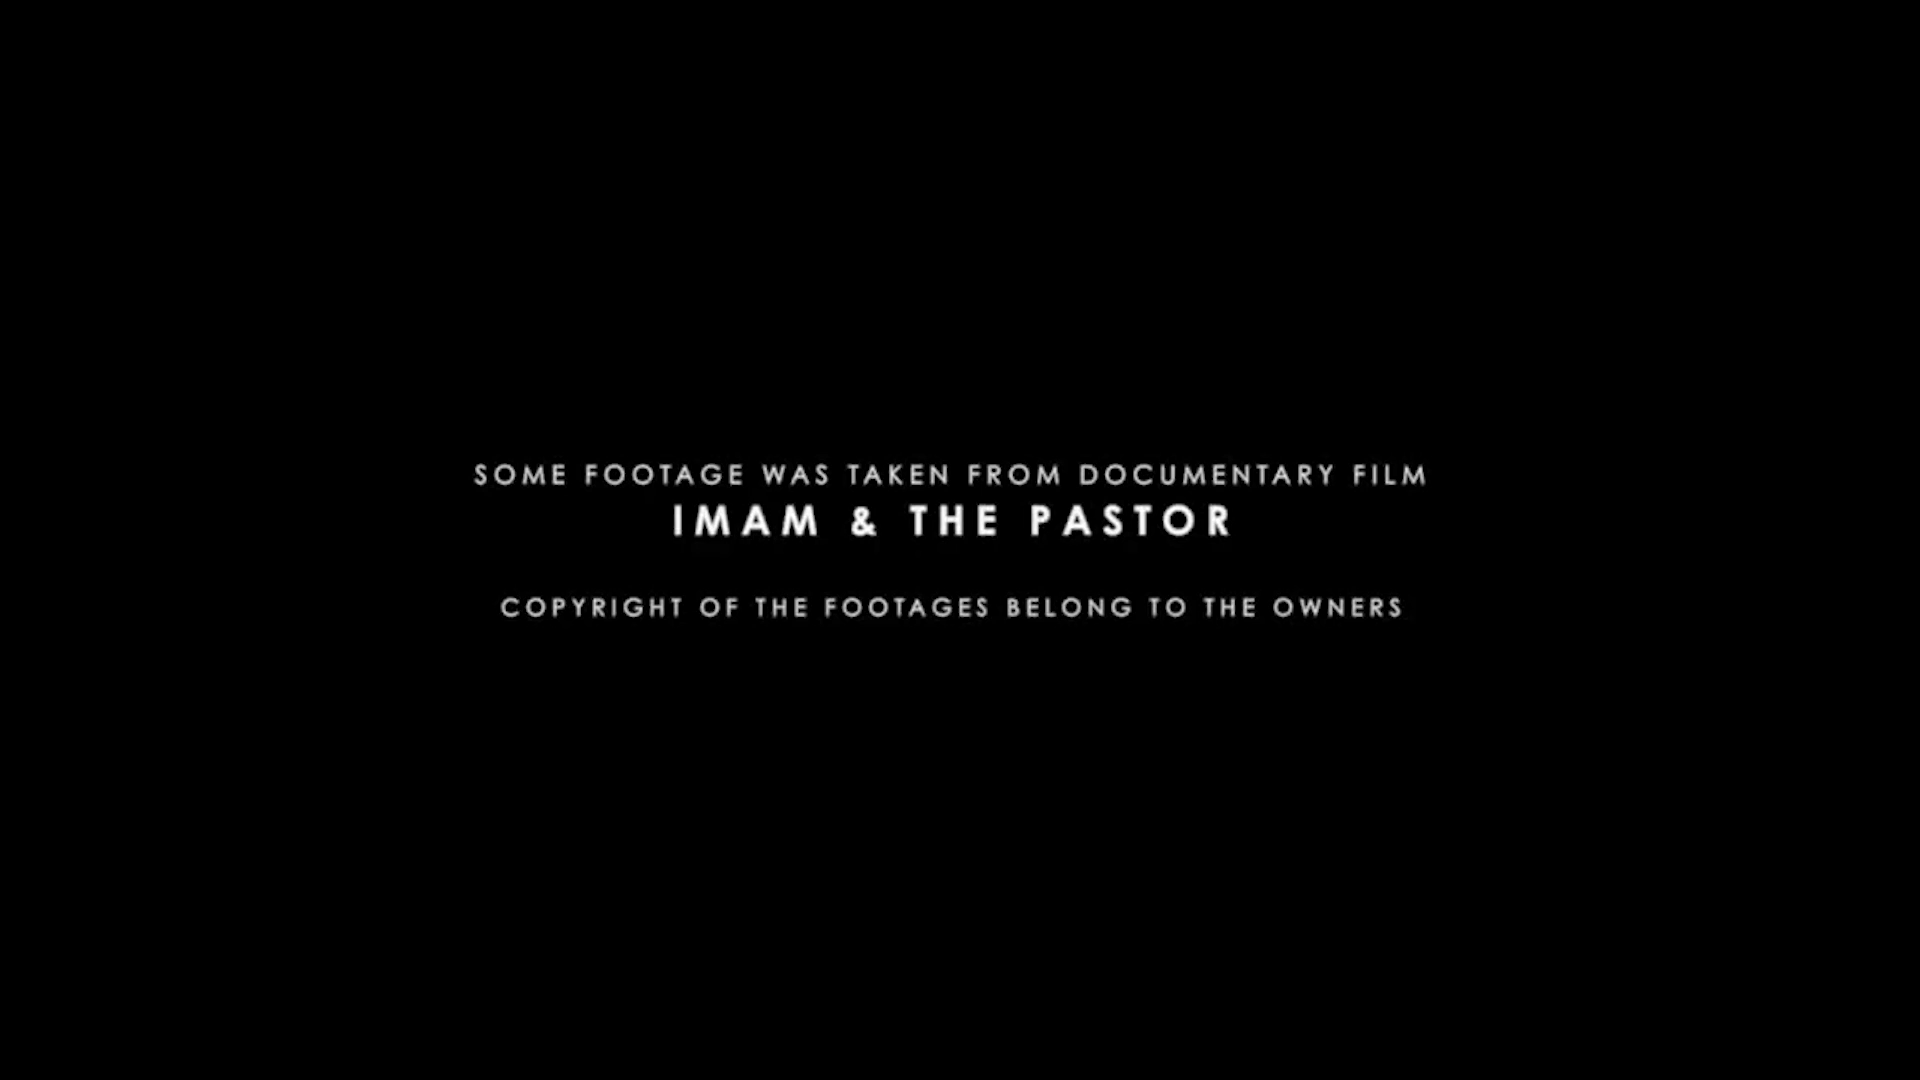 SOME FOOTAGE WAS TAKEN FROM DOCUMENTARY FILM
IMAM & THE PASTOR
COPYRIGHT OF THE FOOTAGES BELONG TO THE OWNERS